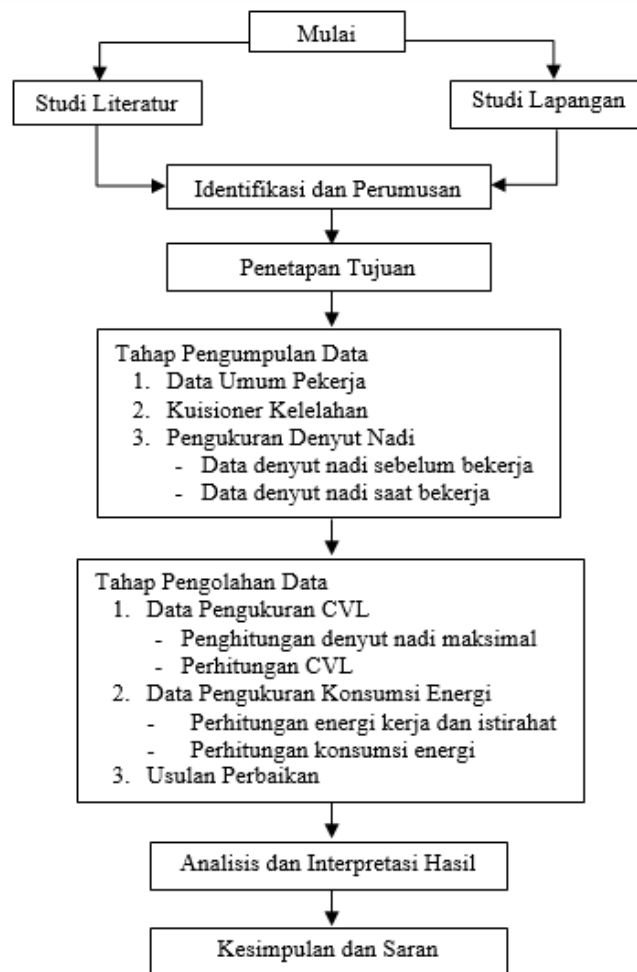 Mulai
Studi Literatur
Studi Lapangan
Identifikasi dan Perumusan
Penetapan Tujuan
Tahap Pengumpulan Data
1. Data Umum Pekerja
2. Kuisioner Kelelahan
3. Pengukuran Denyut Nadi
- Data denyut nadi sebelum bekerja
- Data denyut nadi saat bekerja
Tahap Pengolahan Data
1. Data Pengukuran CVL
- Penghitungan denyut nadi maksimal
- Perhitungan CVL
2. Data Pengukuran Konsumsi Energi
- Perhitungan energi kerja dan istirahat
- Perhitungan konsumsi energi
3. Usulan Perbaikan
Analisis dan Interpretasi Hasil
Kesimpulan dan Saran